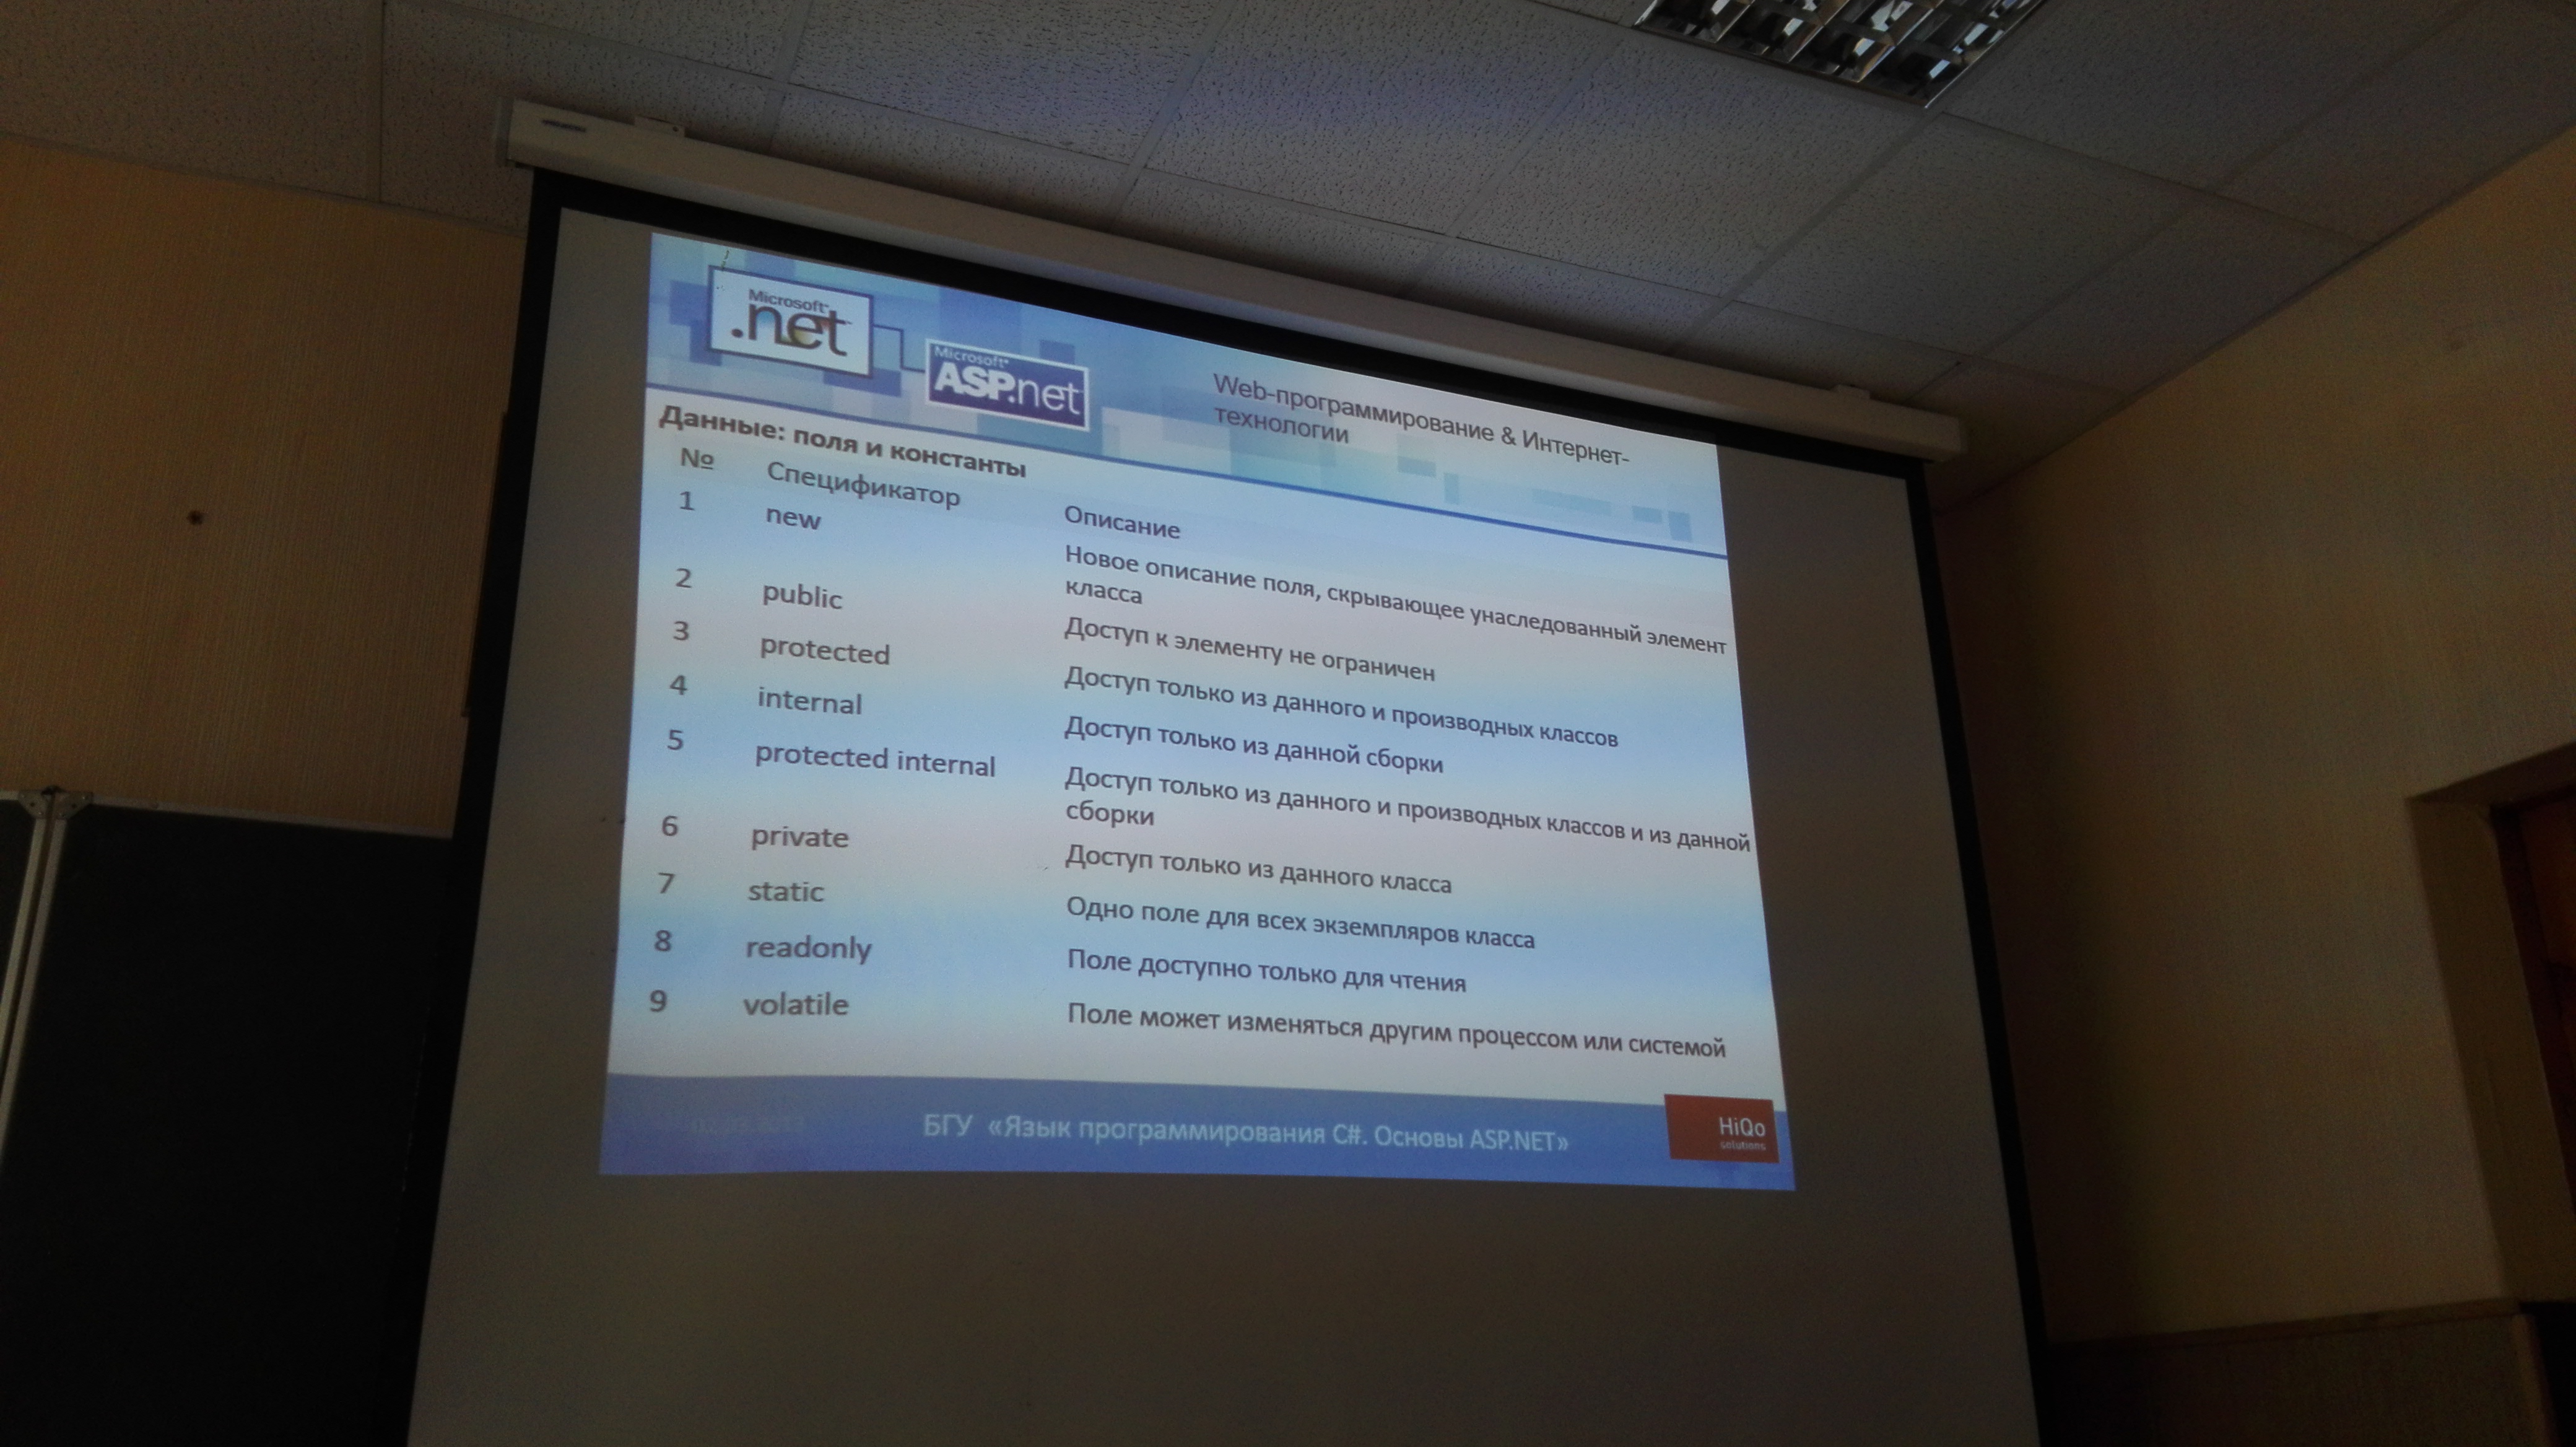 Microsoft
.net
Microsoft
ASP.net
Web-программирование & Интернет-
технологии
Данные: поля и константы
№ Спецификатор Описание
1 new Новое описание поля, скрывающее унаследованный элемент
класса
2 public Доступ к элементу не ограничен
3 protected Доступ только из данного и производных классов
4 internal Доступ только из данной сборки
5 protected internal Доступ только из данного и производных классов и из данной
сборки
6 private Доступ только из данного класса
7 static Одно поле для всех экземпляров класса
8 readonly Поле доступно только для чтения
9 volatile Поле может изменяться другим процессом или системой
БГУ «Язык программирования C#. Основы ASP.NET»
HiQo
solutions